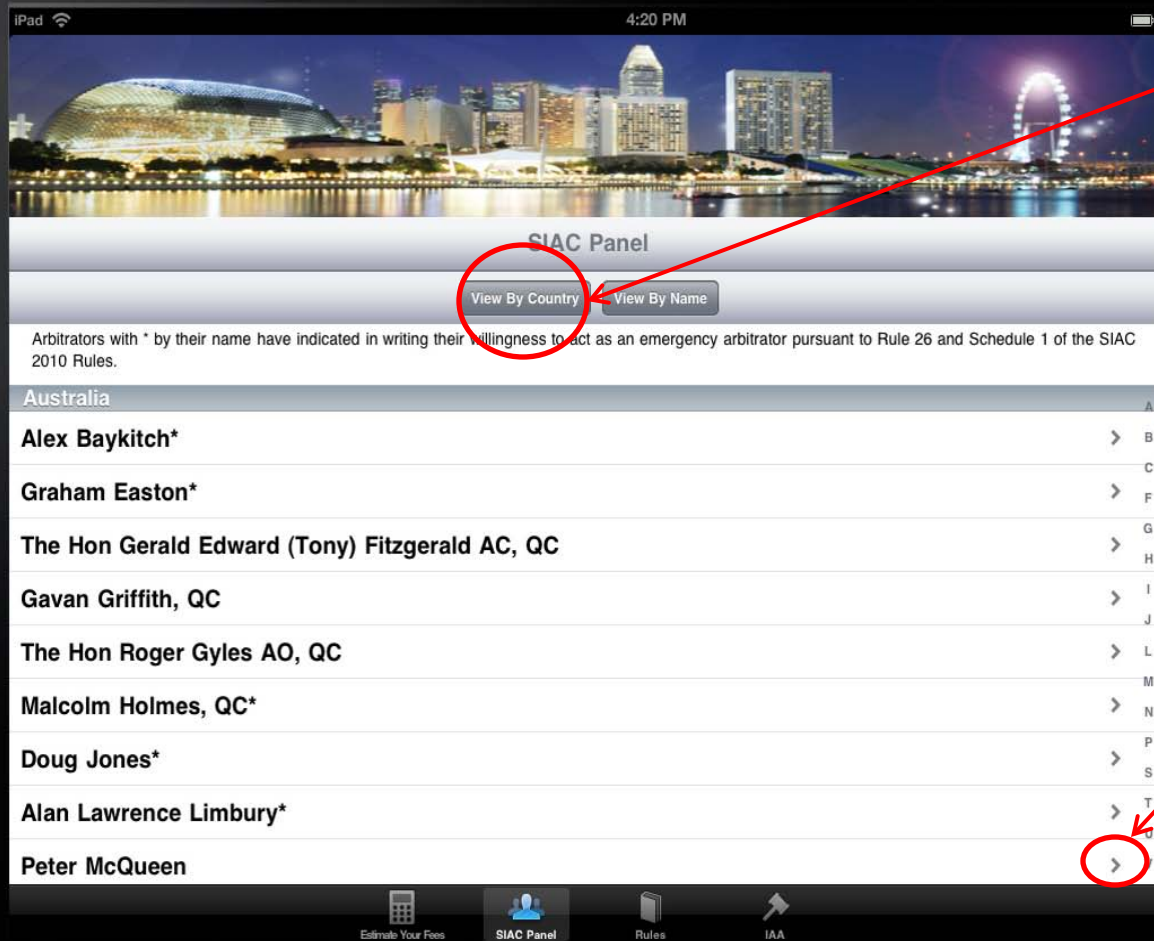 iPad
4:20 PM
SIAC Panel
View By Country
View By Name
Arbitrators with * by their name have indicated in writing their willingness to act as an emergency arbitrator pursuant to Rule 26 and Schedule 1 of the SIAC
2010 Rules.
Australia
Alex Baykitch*
Graham Easton*
The Hon Gerald Edward (Tony) Fitzgerald AC, QC
Gavan Griffith, QC
The Hon Roger Gyles AO, QC
Malcolm Holmes, QC*
Doug Jones*
Alan Lawrence Limbury*
Peter McQueen
A
B
C
F
G
H
I
J
L
M
N
P
S
T
U
Estimate Your Fees
SIAC Panel
Rules
IAA